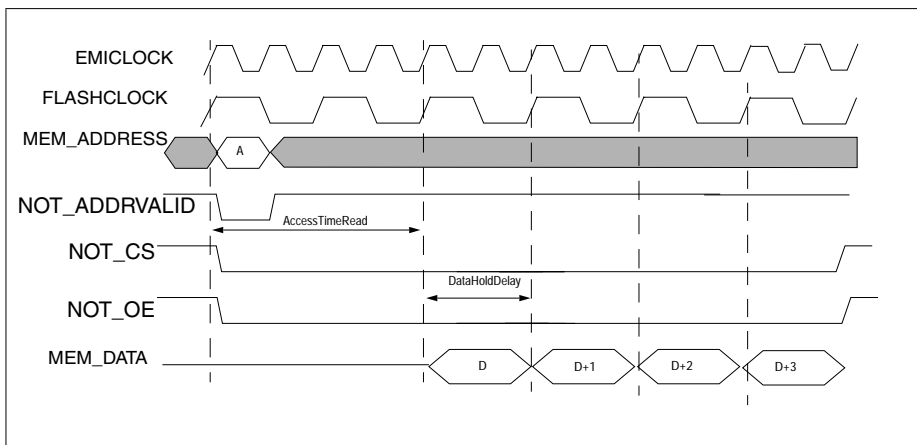 EMICLOCK
FLASHCLOCK
MEM_ADDRESS
A
NOT_ADDRVALID
AccessTimeRead
NOT_CS
DataHoldDelay
NOT_OE
MEM_DATA
D
D+1
D+2
D+3